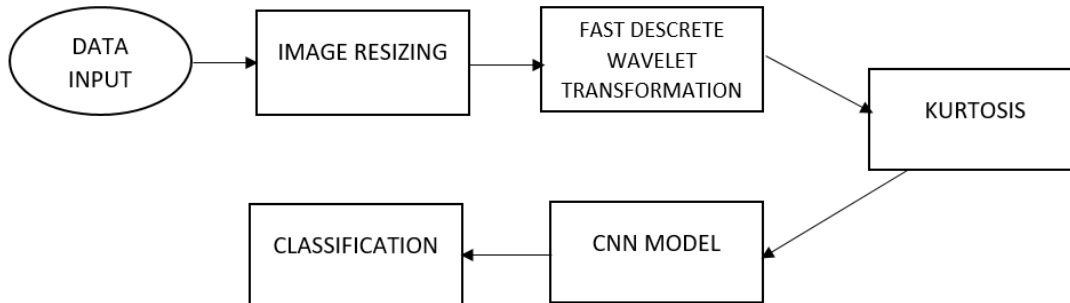 DATA
INPUT
IMAGE RESIZING
FAST DESCRETE
WAVELET
TRANSFORMATION
KURTOSIS
CNN MODEL
CLASSIFICATION